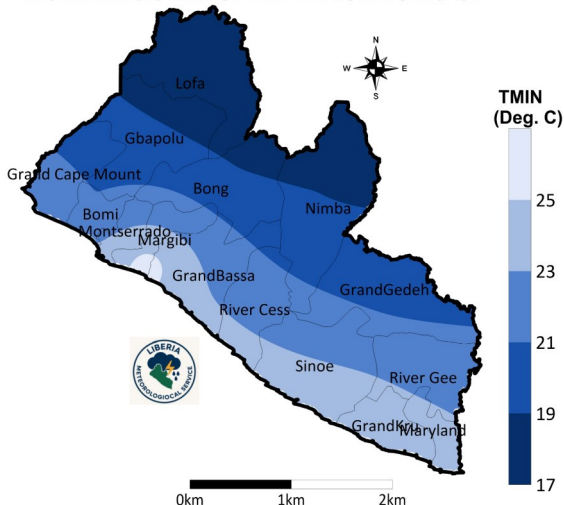 N
W E
S
TMIN
(Deg. C)
25
23
21
19
17
Lofa
Gbapolu
Grand Cape Mount
Bong
Nimba
Bomi
Montserrado
Margibi
GrandBassa
GrandGedeh
River Cess
Sinoe
River Gee
GrandKru
Maryland
LIBERIA
METEOROLOGIOCAL SERVICE
0km 1km 2km